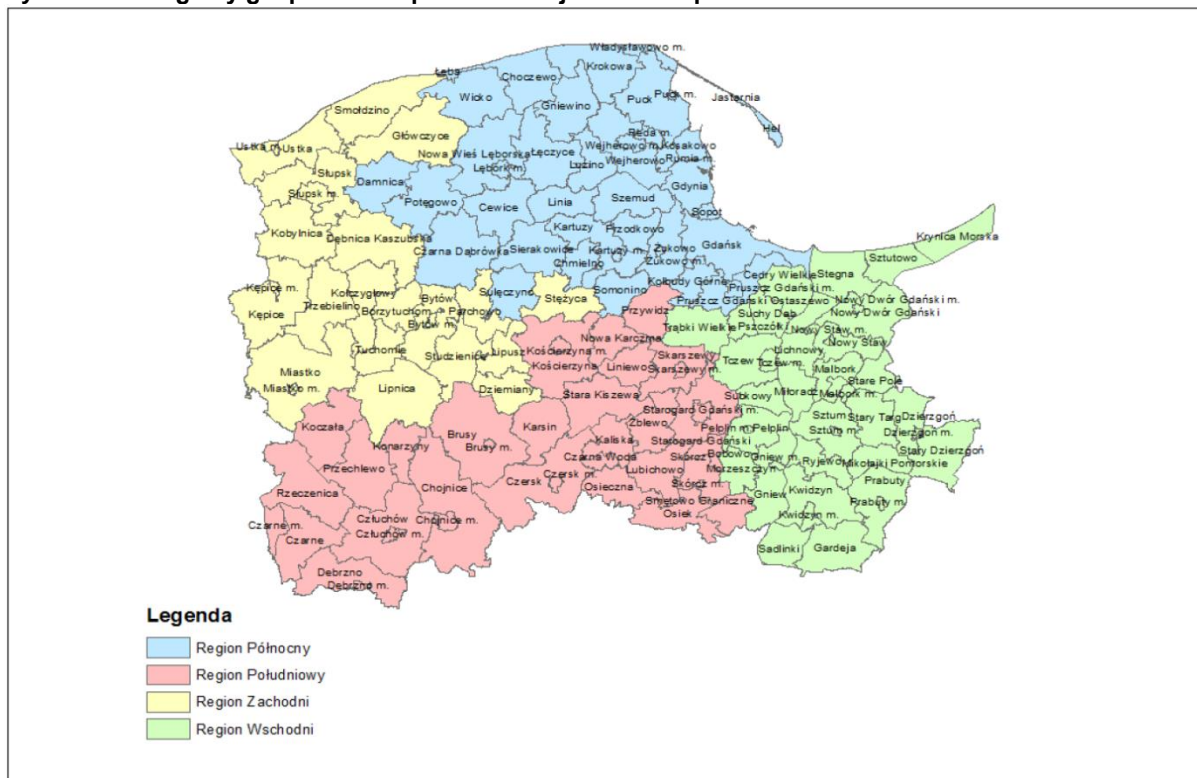 Władysławowo m.
Łeba
Choczewo
Krokowa
Wicko
Gniewino
Puck
Puck m.
Jastarnia
Hel
Smołdzino
Główczyce
Reda m.
Ustka m.
Ustka
Nowa Wieś Lęborska
Łęczyce
Wejherowo m.
Kosakowo
Lębork m.
Luzino
Wejherowo
Rumia m.
Słupsk
Damnica
Słupsk m.
Gdynia
Potęgowo
Cewice
Linia
Szemud
Sopot
Kobylnica
Dębnica Kaszubska
Kartuzy
Przodkowo
Krynica Morska
Czarna Dąbrówka
Sierakowice
Kartuzy m.
Żukowo
Gdańsk
Sztutowo
Chmielno
Żukowo m.
Cedry Wielkie
Stegna
Kępice m.
Kołczygłowy
Bytów
Sulęczyno
Stężyca
Somonino
Kolbudy Górne
Pruszcz Gdański m.
Trzebielino
Borzytuchom
Parchowo
Pruszcz Gdański
Ostaszewo
Nowy Dwór Gdański m.
Kępice
Bytów m.
Przywidz
Suchy Dąb
Nowy Dwór Gdański
Trąbki Wielkie
Pszczółki
Nowy Staw m.
Tuchomie
Studzienice
Lipusz
Kościerzyna m.
Nowa Karczma
Skarszewy
Tczew
Lichnowy
Nowy Staw
Miastko
Kościerzyna
Liniewo
Skarszewy m.
Tczew m.
Malbork
Miastko m.
Lipnica
Dziemiany
Stara Kiszewa
Subkowy
Miłoradz
Malbork m.
Stare Pole
Koczała
Karsin
Starogard Gdański m.
Sztum
Stary Targ
Dzierzgoń
Konarzyny
Brusy
Zblewo
Pelplin m.
Pelplin
Sztum m.
Dzierzgoń m.
Brusy m.
Kaliska
Starogard Gdański
Przechlewo
Czarna Woda
Skórcz
Bobowo
Gniew m.
Ryjewo
Stary Dzierzgoń
Mikołajki Pomorskie
Rzeczenica
Chojnice
Czersk
Czersk m.
Lubichowo
Morzeszczyn
Osieczna
Skórcz m.
Gniew
Kwidzyn
Prabuty
Człuchów
Chojnice m.
Smętowo Graniczne
Prabuty m.
Czarne m.
Człuchów m.
Osiek
Kwidzyn m.
Czarne
Sadlinki
Gardeja
Debrzno
Debrzno m.
Legenda
Region Północny
Region Południowy
Region Zachodni
Region Wschodni